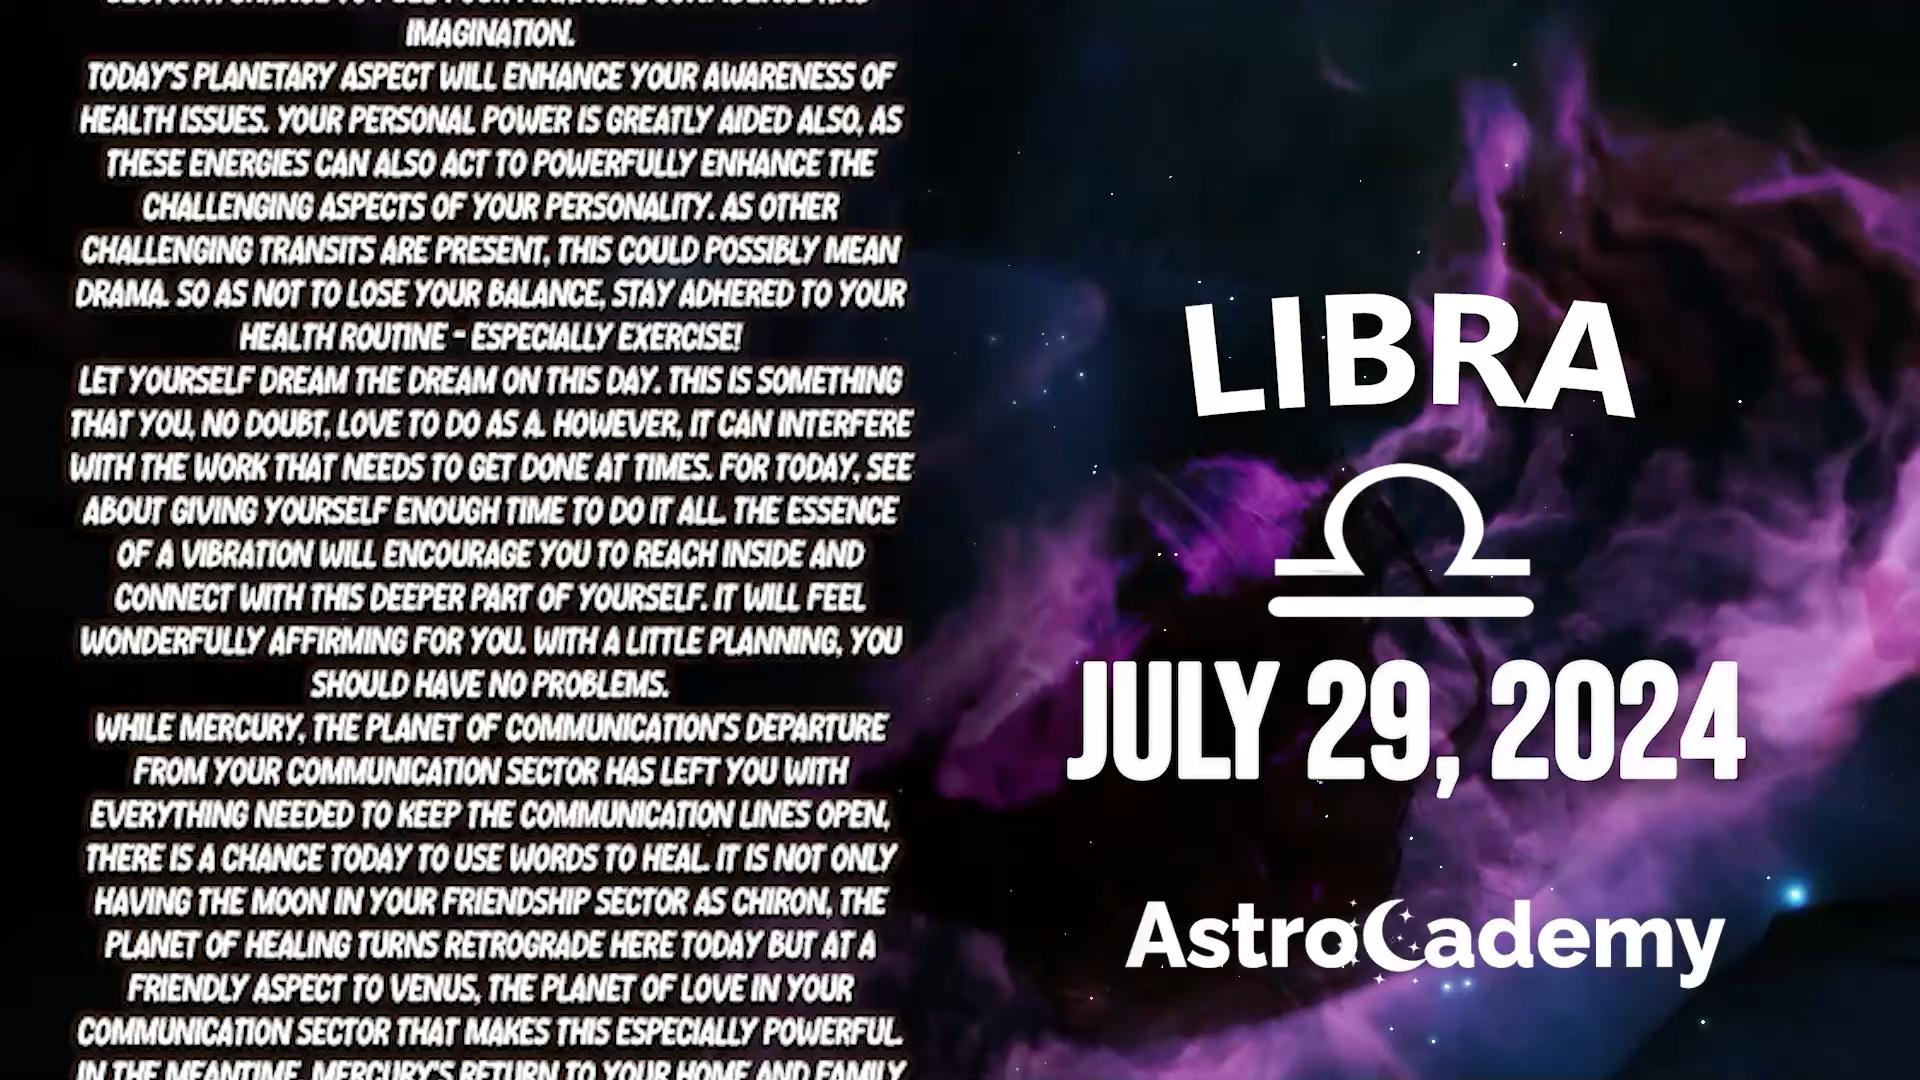 IMAGINATION.
TODAY'S PLANETARY ASPECT WILL ENHANCE YOUR AWARENESS OF
HEALTH ISSUES. YOUR PERSONAL POWER IS GREATLY AIDED ALSO, AS
THESE ENERGIES CAN ALSO ACT TO POWERFULLY ENHANCE THE
CHALLENGING ASPECTS OF YOUR PERSONALITY. AS OTHER
CHALLENGING TRANSITS ARE PRESENT, THIS COULD POSSIBLY MEAN
DRAMA. SO AS NOT TO LOSE YOUR BALANCE, STAY ADHERED TO YOUR
HEALTH ROUTINE - ESPECIALLY EXERCISE!
LET YOURSELF DREAM THE DREAM ON THIS DAY. THIS IS SOMETHING
THAT YOU, NO DOUBT, LOVE TO DO AS A. HOWEVER, IT CAN INTERFERE
WITH THE WORK THAT NEEDS TO GET DONE AT TIMES. FOR TODAY, SEE
ABOUT GIVING YOURSELF ENOUGH TIME TO DO IT ALL. THE ESSENCE
OF A VIBRATION WILL ENCOURAGE YOU TO REACH INSIDE AND
CONNECT WITH THIS DEEPER PART OF YOURSELF. IT WILL FEEL
WONDERFULLY AFFIRMING FOR YOU. WITH A LITTLE PLANNING, YOU
SHOULD HAVE NO PROBLEMS.
WHILE MERCURY, THE PLANET OF COMMUNICATION'S DEPARTURE
FROM YOUR COMMUNICATION SECTOR HAS LEFT YOU WITH
EVERYTHING NEEDED TO KEEP THE COMMUNICATION LINES OPEN,
THERE IS A CHANCE TODAY TO USE WORDS TO HEAL. IT IS NOT ONLY
HAVING THE MOON IN YOUR FRIENDSHIP SECTOR AS CHIRON, THE
PLANET OF HEALING TURNS RETROGRADE HERE TODAY BUT AT A
FRIENDLY ASPECT TO VENUS, THE PLANET OF LOVE IN YOUR
COMMUNICATION SECTOR THAT MAKES THIS ESPECIALLY POWERFUL.
IN THE MEANTIME, MERCURY'S RETURN TO YOUR HOME AND FAMILY
LIBRA
JULY 29, 2024
AstroCademy